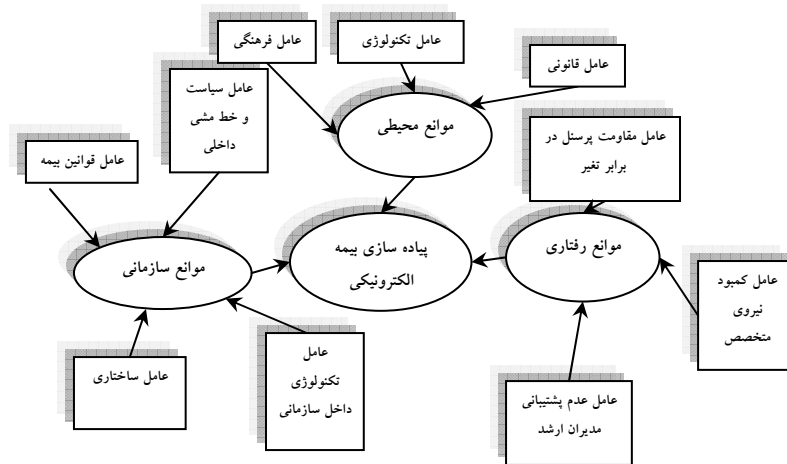 عامل فرهنگی
عامل تکنولوژی
عامل قانونی
عامل سیاست
و خط مشی
داخلی
موانع محیطی
عامل مقاومت پرسنل در
برابر تغیر
عامل قوانین بیمه
موانع سازمانی
پیاده سازی بیمه
الکترونیکی
موانع رفتاری
عامل کمبود
نیروی
متخصص
عامل ساختاری
عامل
تکنولوژی
داخل سازمانی
عامل عدم پشتیبانی
مدیران ارشد